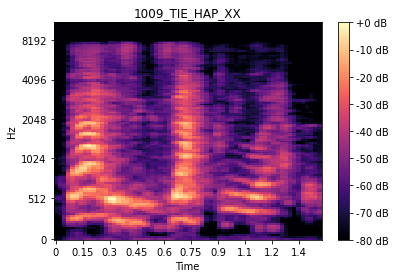 1009_TIE_HAP_XX
Hz
8192
4096
2048
1024
512
0
0 0.15 0.3 0.45 0.6 0.75 0.9 1.1 1.2 1.4
Time
+0 dB
-10 dB
-20 dB
-30 dB
-40 dB
-50 dB
-60 dB
-70 dB
-80 dB